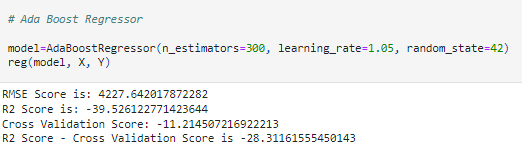 # Ada Boost Regressor
model=AdaBoostRegressor(n_estimators=300, learning_rate=1.05, random_state=42)
reg(model, X, Y)
RMSE Score is: 4227.642017872282
R2 Score is: -39.526122771423644
Cross Validation Score: -11.214507216922213
R2 Score - Cross Validation Score is -28.31161555450143